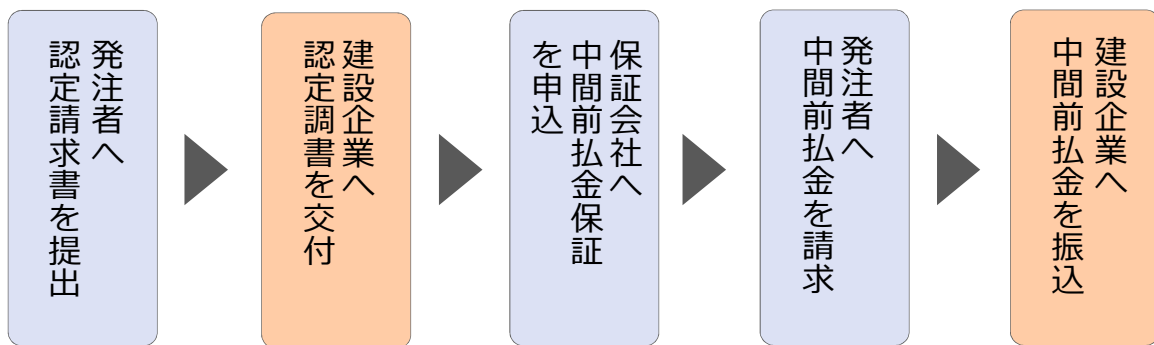 発注者へ
認定請求書を提出
建設企業へ
認定調書を交付
保証会社へ
中間前払金保証
を申込
発注者へ
中間前払金を請求
建設企業へ
中間前払金を振込